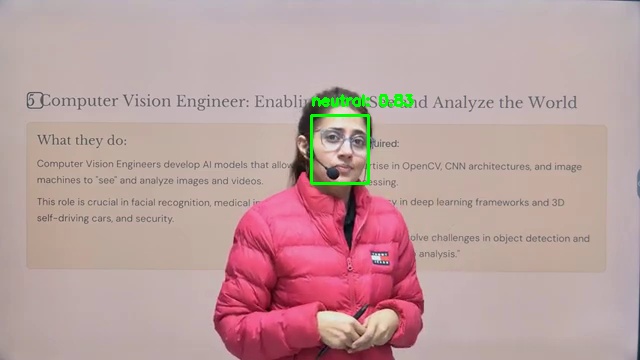 5 Computer Vision Engineer: Enablin
nd Analyze the World
neutral: 0.83
What they do:
Computer Vision Engineers develop AI models that allow
machines to "see" and analyze images and videos.
This role is crucial in facial recognition, medical
self-driving cars, and security.
uired:
rtise in OpenCV, CNN architectures, and image
essing.
y in deep learning frameworks and 3D
olve challenges in object detection and
analysis."
TOMMY